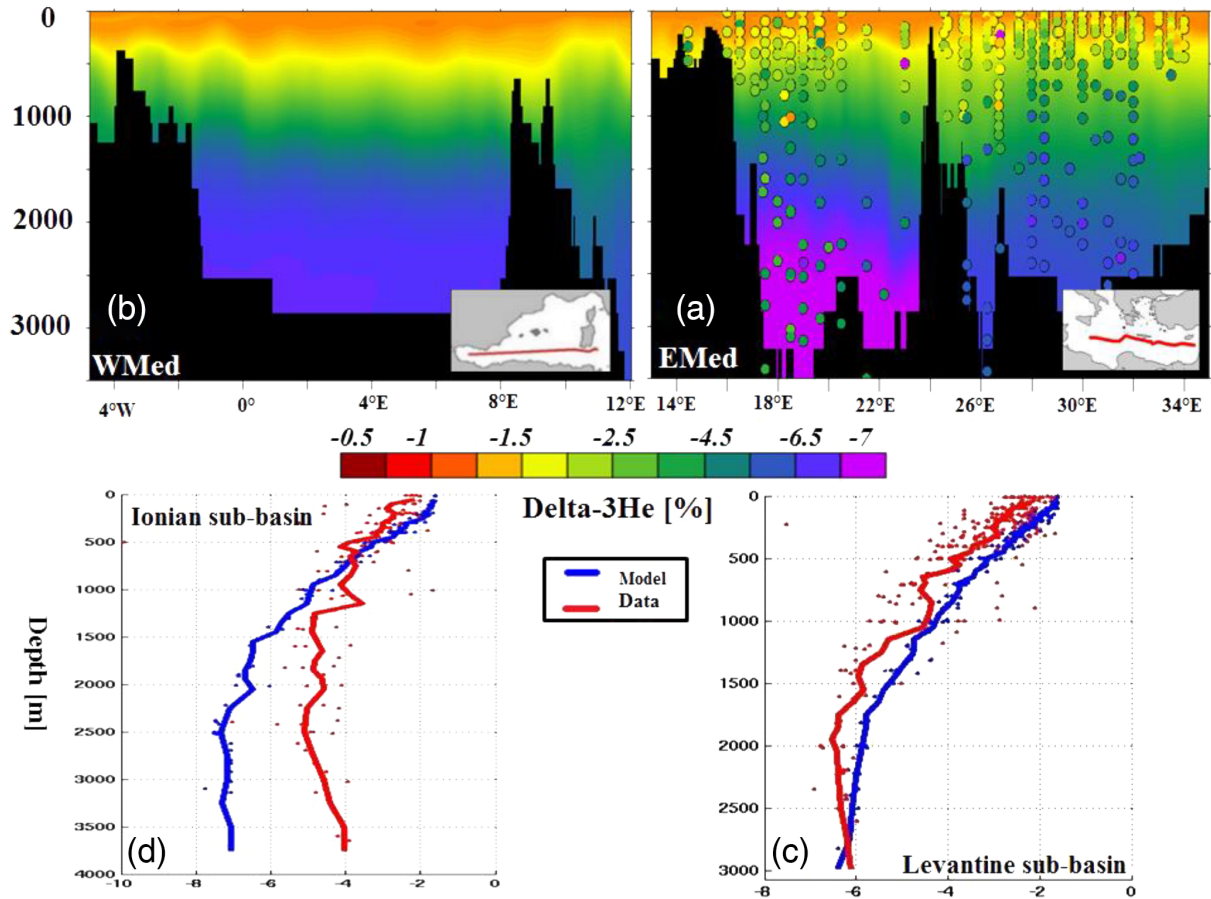 0
1000
2000
3000
(b)
WMed
(a)
EMed
4°W 0° 4°E 8°E 12°E
14°E 18°E 22°E 26°E 30°E 34°E
-0.5 -1 -1.5 -2.5 -4.5 -6.5 -7
Delta-3He [%]
Ionian sub-basin
Model
Data
Depth [m]
0
500
1000
1500
2000
2500
3000
3500
4000
-10 -8 -6 -4 -2 0
(d)
0
500
1000
1500
2000
2500
3000
-8 -6 -4 -2 0
(c)
Levantine sub-basin